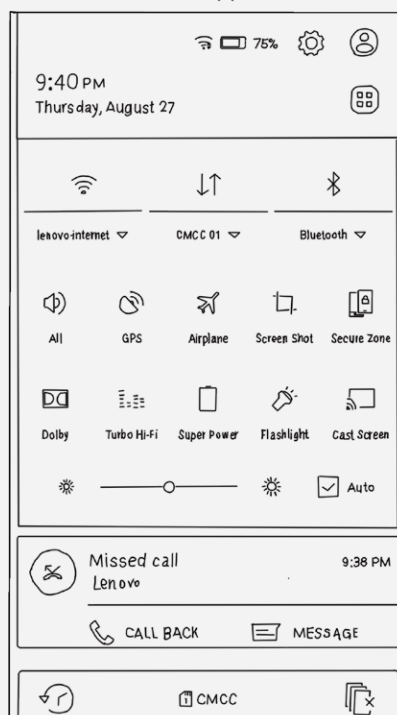 75%
9:40 PM
Thursday, August 27
lenovo-internet CMCC 01 Bluetooth
All GPS Airplane Screen Shot Secure Zone
Dolby Turbo Hi-Fi Super Power Flashlight Cast Screen
Auto
Missed call 9:38 PM
Lenovo
CALL BACK MESSAGE
CMCC